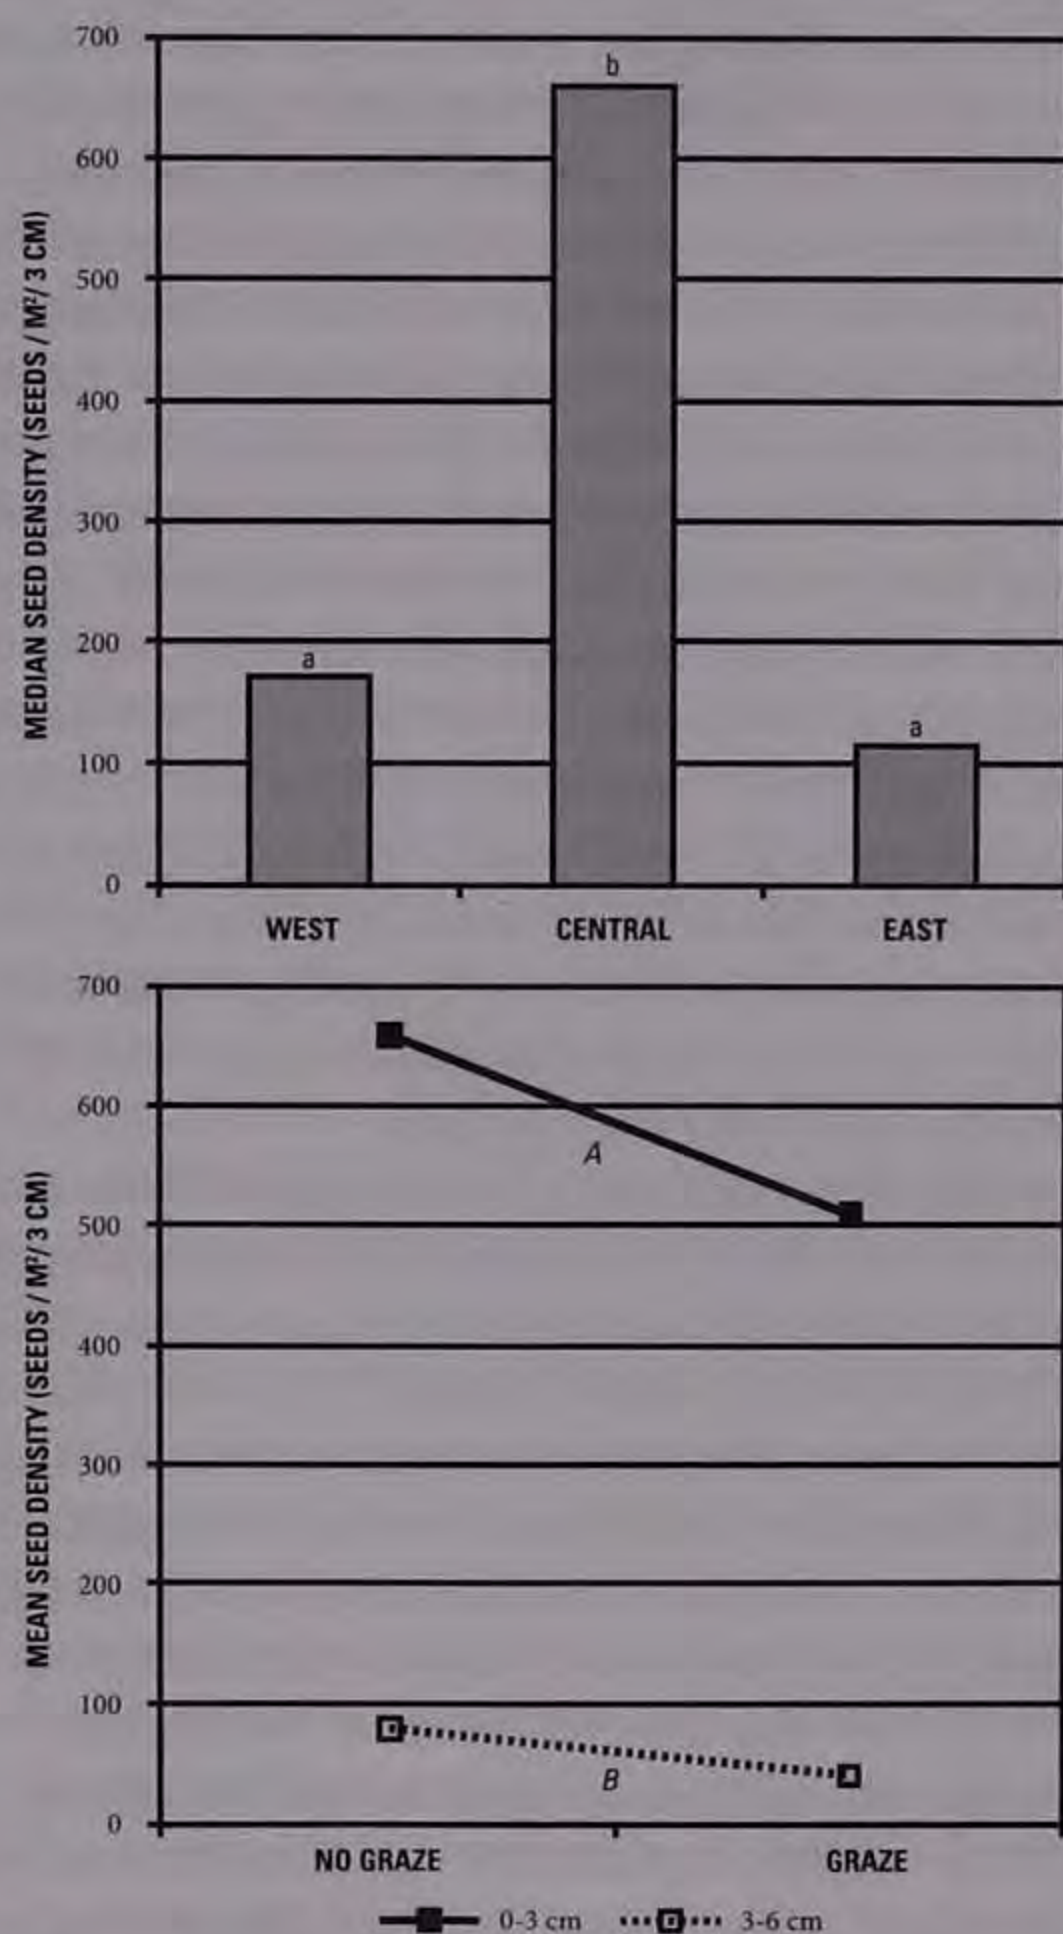 700
b
600
500
400
300
200
a
a
100
0
WEST CENTRAL EAST
MEDIAN SEED DENSITY (SEEDS / M²/ 3 CM)
700
600
A
500
400
300
200
100
B
0
NO GRAZE GRAZE
MEAN SEED DENSITY (SEEDS / M²/ 3 CM)
0-3 cm 3-6 cm